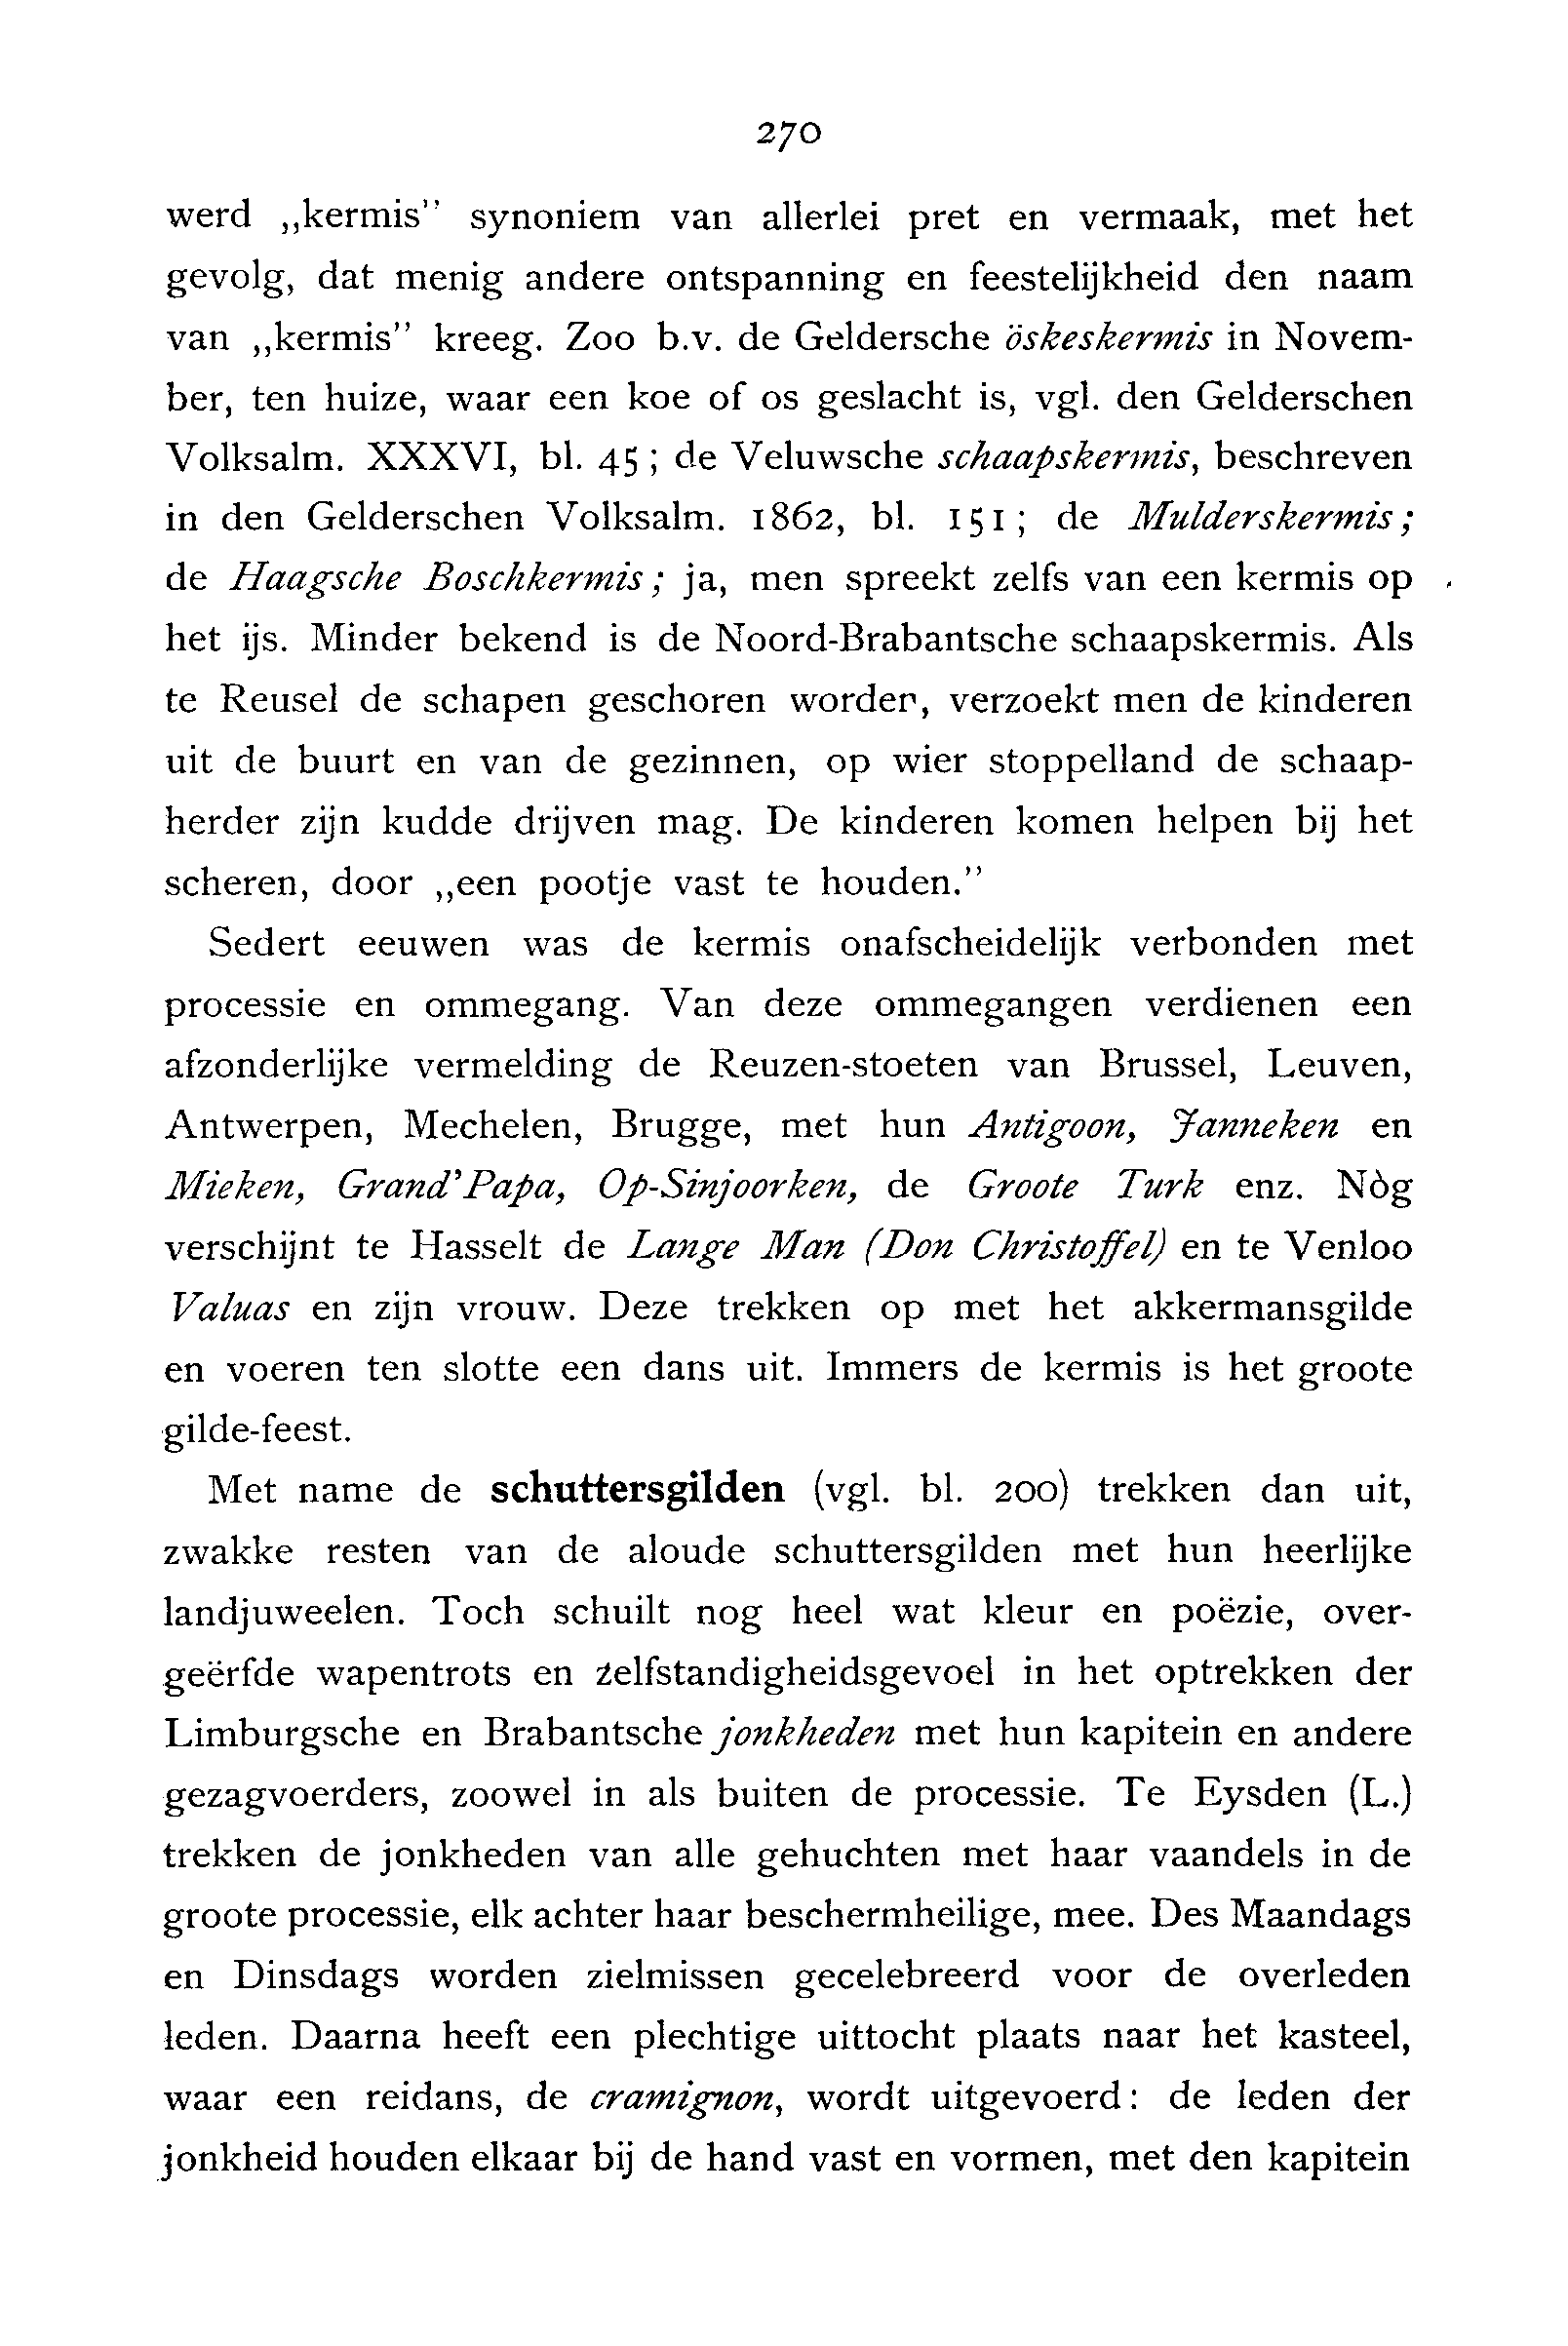 270
werd „kermis” synoniem van allerlei pret en vermaak, met het
gevolg, dat menig andere ontspanning en feestelijkheid den naam
van „kermis” kreeg. Zoo b.v. de Geldersche öskeskermis in Novem-
ber, ten huize, waar een koe of os geslacht is, vgl. den Gelderschen
Volksalm. XXXVI, bl. 45; de Veluwsche schaapskermis, beschreven
in den Gelderschen Volksalm. 1862, bl. 151; de Mulderskermis;
de Haagsche Boschkermis; ja, men spreekt zelfs van een kermis op
het ijs. Minder bekend is de Noord-Brabantsche schaapskermis. Als
te Reusel de schapen geschoren worden, verzoekt men de kinderen
uit de buurt en van de gezinnen, op wier stoppelland de schaap-
herder zijn kudde drijven mag. De kinderen komen helpen bij het
scheren, door „een pootje vast te houden.”
Sedert eeuwen was de kermis onafscheidelijk verbonden met
processie en ommegang. Van deze ommegangen verdienen een
afzonderlijke vermelding de Reuzen-stoeten van Brussel, Leuven,
Antwerpen, Mechelen, Brugge, met hun Antigoon, Janneken en
Mieken, Grand'Papa, Op-Sinjoorken, de Groote Turk enz. Nòg
verschijnt te Hasselt de Lange Man (Don Christoffel) en te Venloo
Valuas en zijn vrouw. Deze trekken op met het akkermansgilde
en voeren ten slotte een dans uit. Immers de kermis is het groote
gilde-feest.
Met name de schuttersgilden (vgl. bl. 200) trekken dan uit,
zwakke resten van de aloude schuttersgilden met hun heerlijke
landjuweelen. Toch schuilt nog heel wat kleur en poëzie, over-
geërfde wapentrots en zelfstandigheidsgevoel in het optrekken der
Limburgsche en Brabantsche jonkheden met hun kapitein en andere
gezagvoerders, zoowel in als buiten de processie. Te Eysden (L.)
trekken de jonkheden van alle gehuchten met haar vaandels in de
groote processie, elk achter haar beschermheilige, mee. Des Maandags
en Dinsdags worden zielmissen gecelebreerd voor de overleden
leden. Daarna heeft een plechtige uittocht plaats naar het kasteel,
waar een reidans, de cramignon, wordt uitgevoerd: de leden der
jonkheid houden elkaar bij de hand vast en vormen, met den kapitein